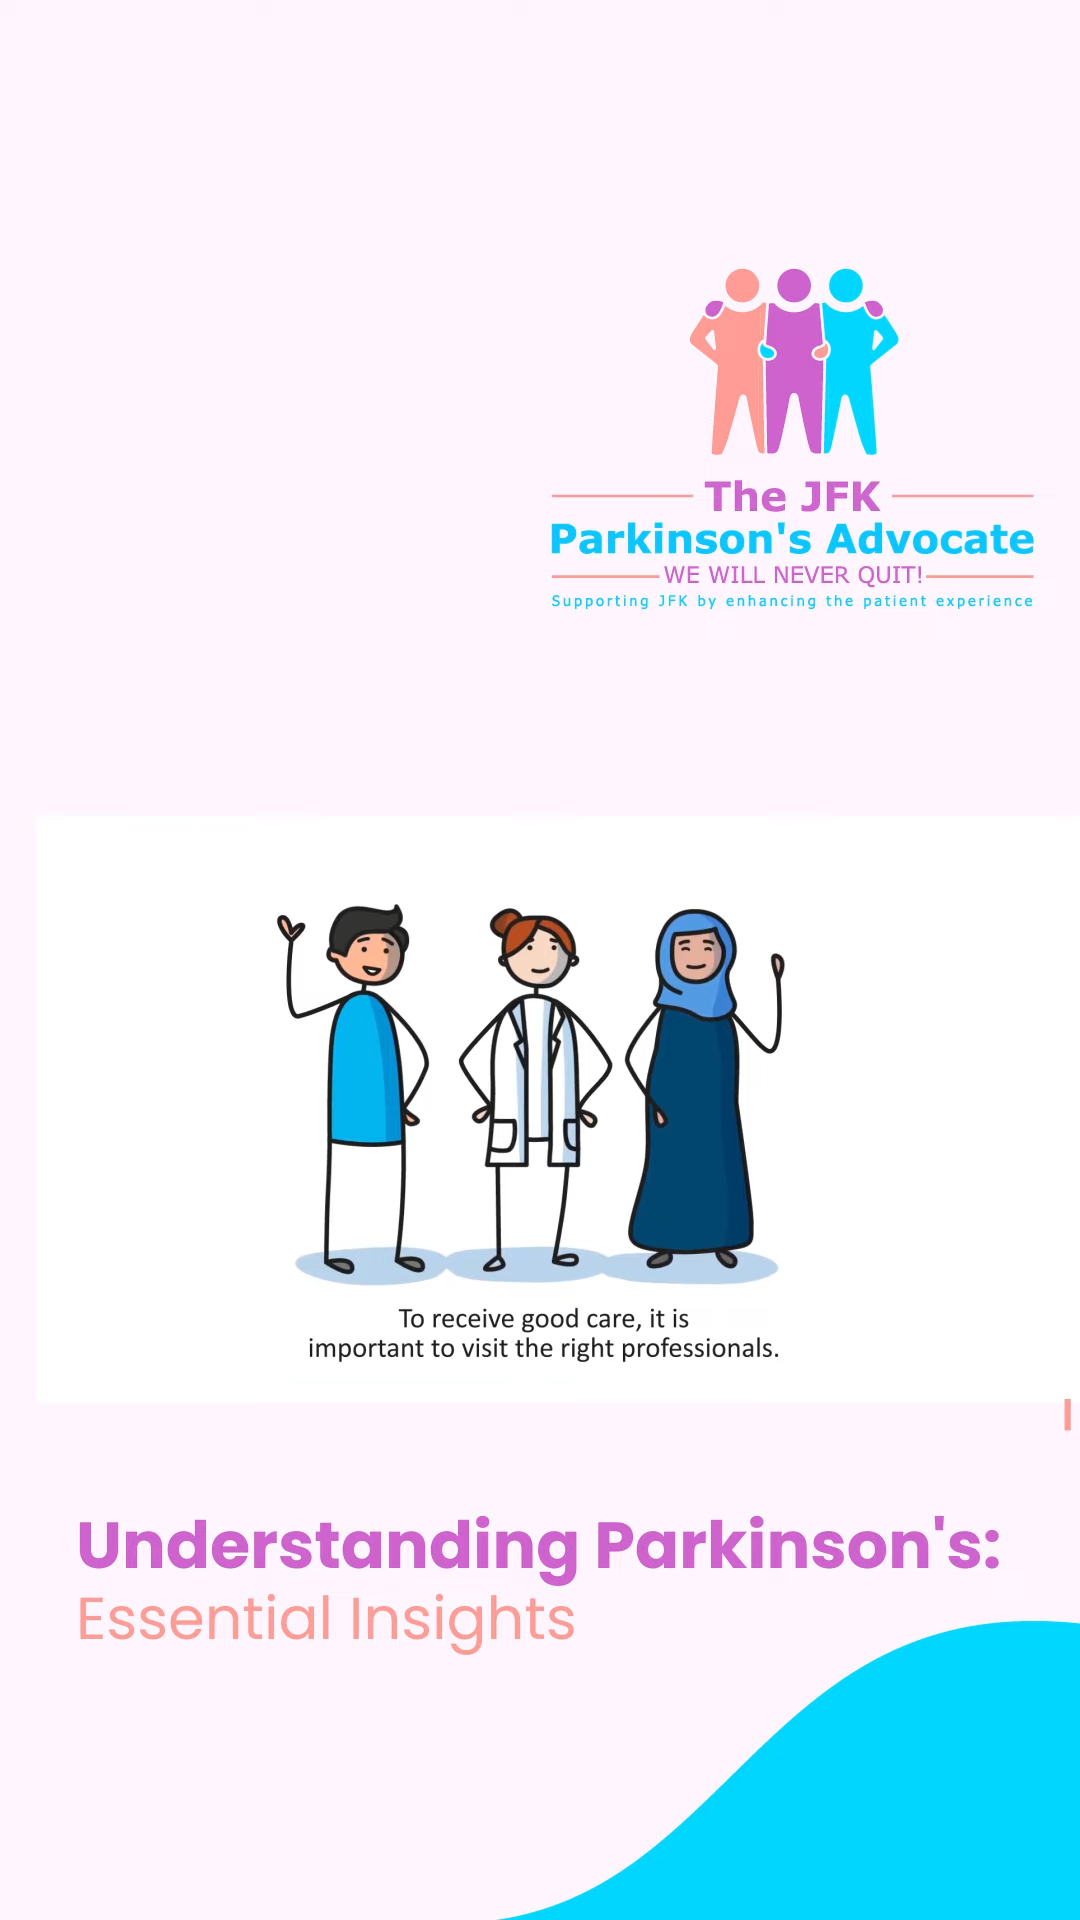 The JFK
Parkinson's Advocate
WE WILL NEVER QUIT!
Supporting JFK by enhancing the patient experience
To receive good care, it is
important to visit the right professionals.
Understanding Parkinson's:
Essential Insights